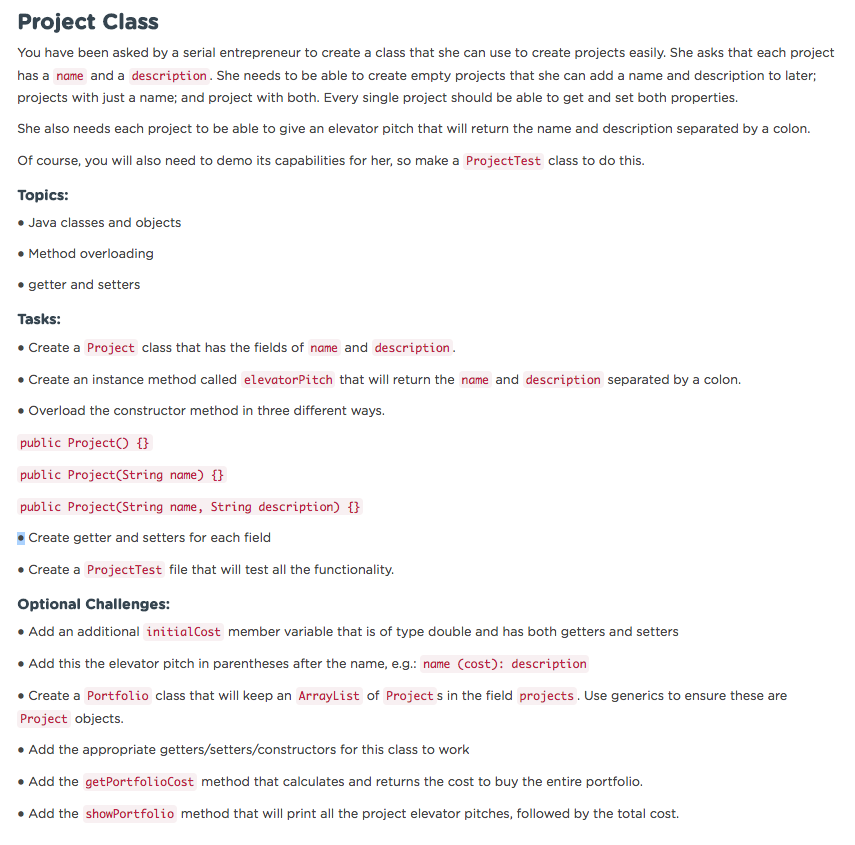 Project Class
You have been asked by a serial entrepreneur to create a class that she can use to create projects easily. She asks that each project
has a name and a description. She needs to be able to create empty projects that she can add a name and description to later;
projects with just a name; and project with both. Every single project should be able to get and set both properties.
She also needs each project to be able to give an elevator pitch that will return the name and description separated by a colon.
Of course, you will also need to demo its capabilities for her, so make a ProjectTest class to do this.
Topics:
• Java classes and objects
• Method overloading
• getter and setters
Tasks:
• Create a Project class that has the fields of name and description.
• Create an instance method called elevatorPitch that will return the name and description separated by a colon.
• Overload the constructor method in three different ways.
public Project() {}
public Project(String name) {}
public Project(String name, String description) {}
• Create getter and setters for each field
• Create a ProjectTest file that will test all the functionality.
Optional Challenges:
• Add an additional initialCost member variable that is of type double and has both getters and setters
• Add this the elevator pitch in parentheses after the name, e.g.: name (cost): description
• Create a Portfolio class that will keep an ArrayList of Projects in the field projects. Use generics to ensure these are
Project objects.
• Add the appropriate getters/setters/constructors for this class to work
• Add the getPortfolioCost method that calculates and returns the cost to buy the entire portfolio.
• Add the showPortfolio method that will print all the project elevator pitches, followed by the total cost.